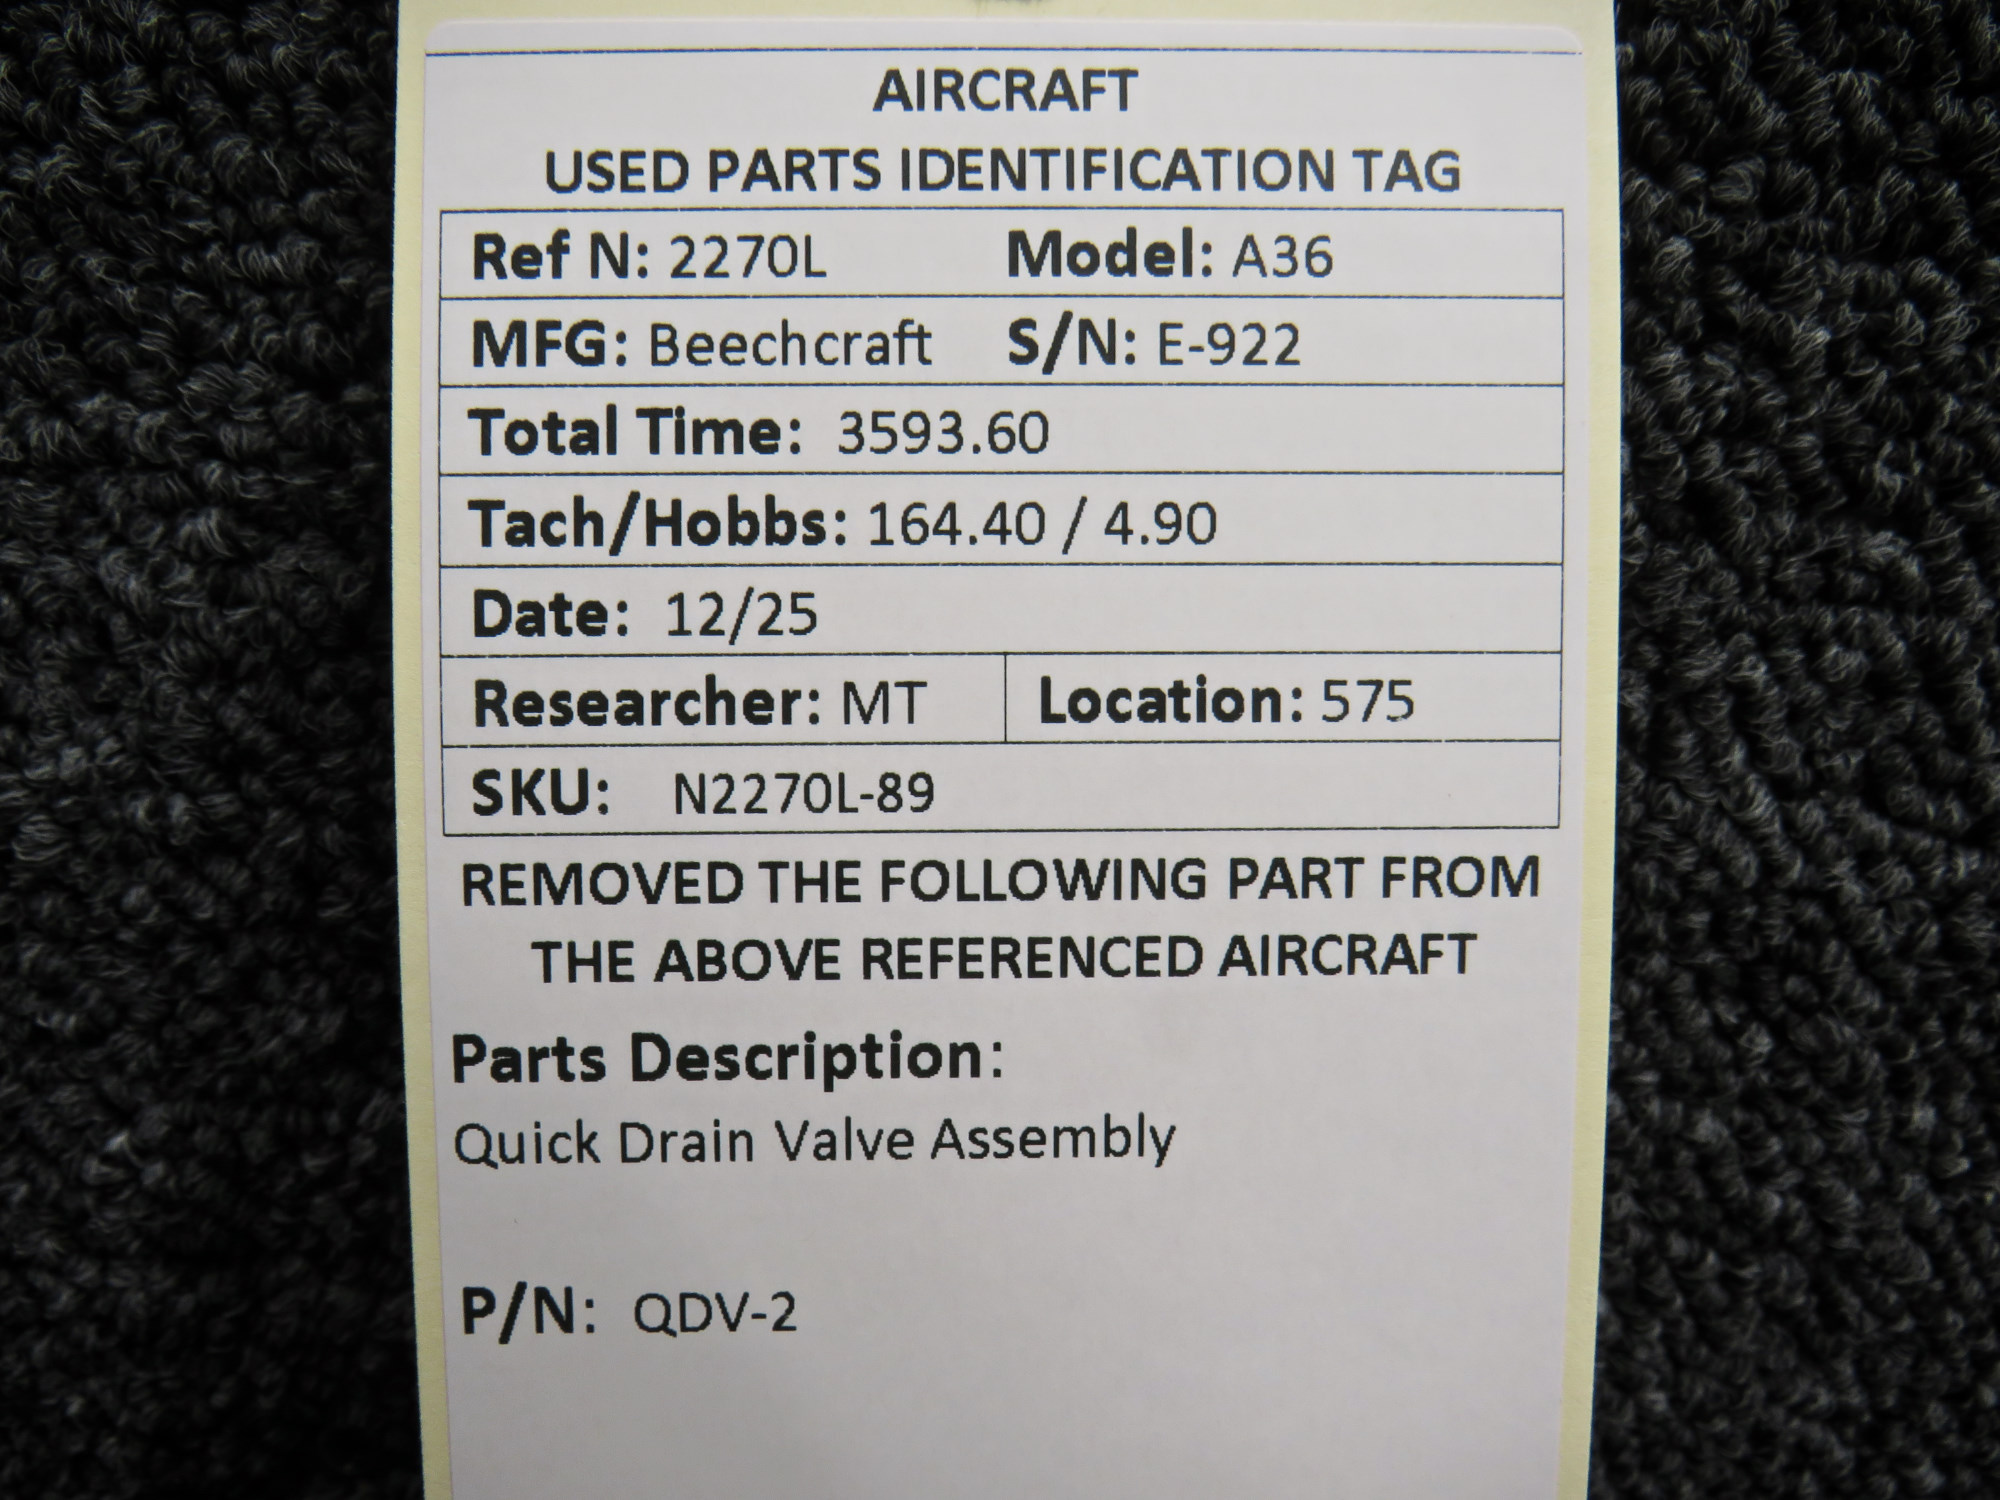 AIRCRAFT
USED PARTS IDENTIFICATION TAG
Ref N: 2270L Model: A36
MFG: Beechcraft S/N: E-922
Total Time: 3593.60
Tach/Hobbs: 164.40 / 4.90
Date: 12/25
Researcher: MT Location: 575
SKU: N2270L-89
REMOVED THE FOLLOWING PART FROM
THE ABOVE REFERENCED AIRCRAFT
Parts Description:
Quick Drain Valve Assembly
P/N: QDV-2